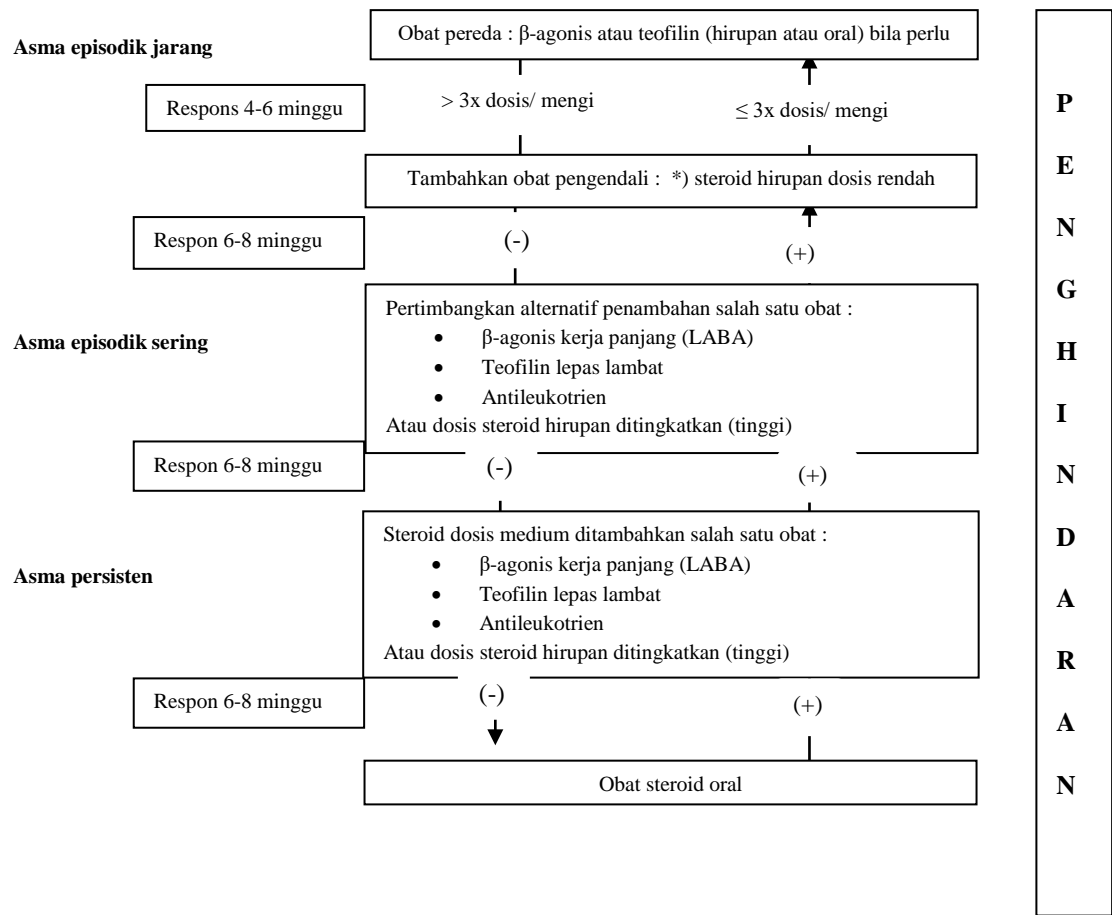 Obat pereda : β-agonis atau teofilin (hirupan atau oral) bila perlu
Asma episodik jarang
Respons 4-6 minggu
> 3x dosis/ mengi
≤ 3x dosis/ mengi
Tambahkan obat pengendali : *) steroid hirupan dosis rendah
Respon 6-8 minggu
(-)
(+)
Asma episodik sering
Pertimbangkan alternatif penambahan salah satu obat :
• β-agonis kerja panjang (LABA)
• Teofilin lepas lambat
• Antileukotrien
Atau dosis steroid hirupan ditingkatkan (tinggi)
Respon 6-8 minggu
(-)
(+)
Asma persisten
Steroid dosis medium ditambahkan salah satu obat :
• β-agonis kerja panjang (LABA)
• Teofilin lepas lambat
• Antileukotrien
Atau dosis steroid hirupan ditingkatkan (tinggi)
Respon 6-8 minggu
(-)
(+)
Obat steroid oral
P
E
N
G
H
I
N
D
A
R
A
N